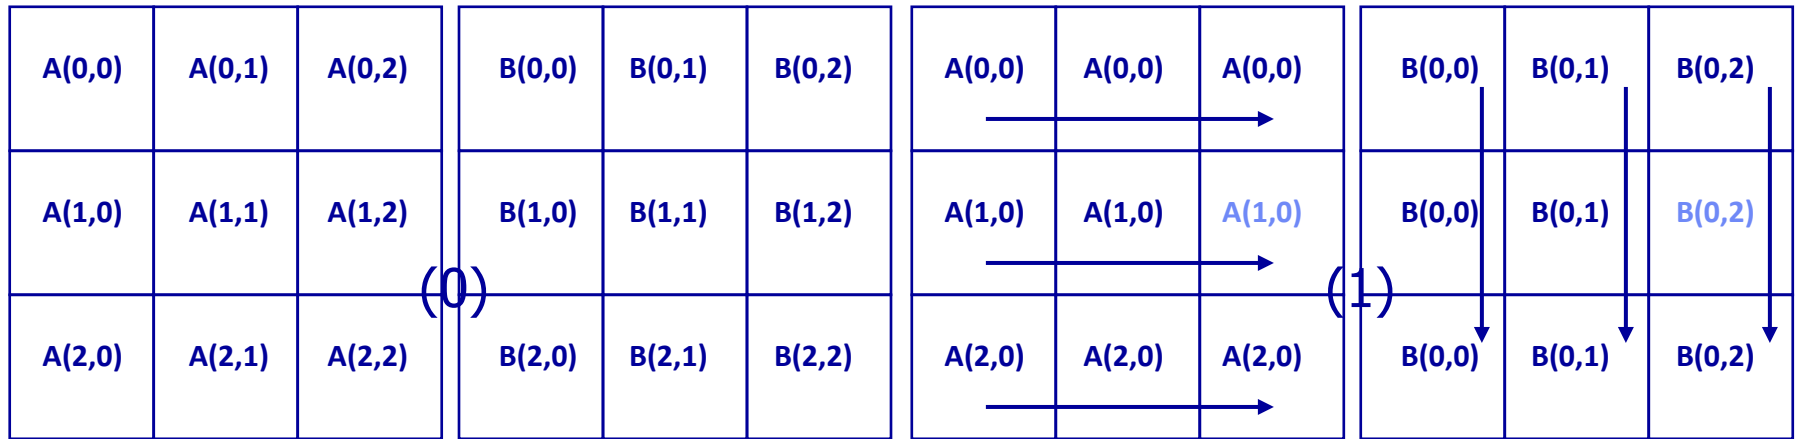 A(0,0) A(0,1) A(0,2) B(0,0) B(0,1) B(0,2) A(0,0) A(0,0) A(0,0) B(0,0) B(0,1) B(0,2)
A(1,0) A(1,1) A(1,2) B(1,0) B(1,1) B(1,2) A(1,0) A(1,0) A(1,0) B(0,0) B(0,1) B(0,2)
(0) (1)
A(2,0) A(2,1) A(2,2) B(2,0) B(2,1) B(2,2) A(2,0) A(2,0) A(2,0) B(0,0) B(0,1) B(0,2)